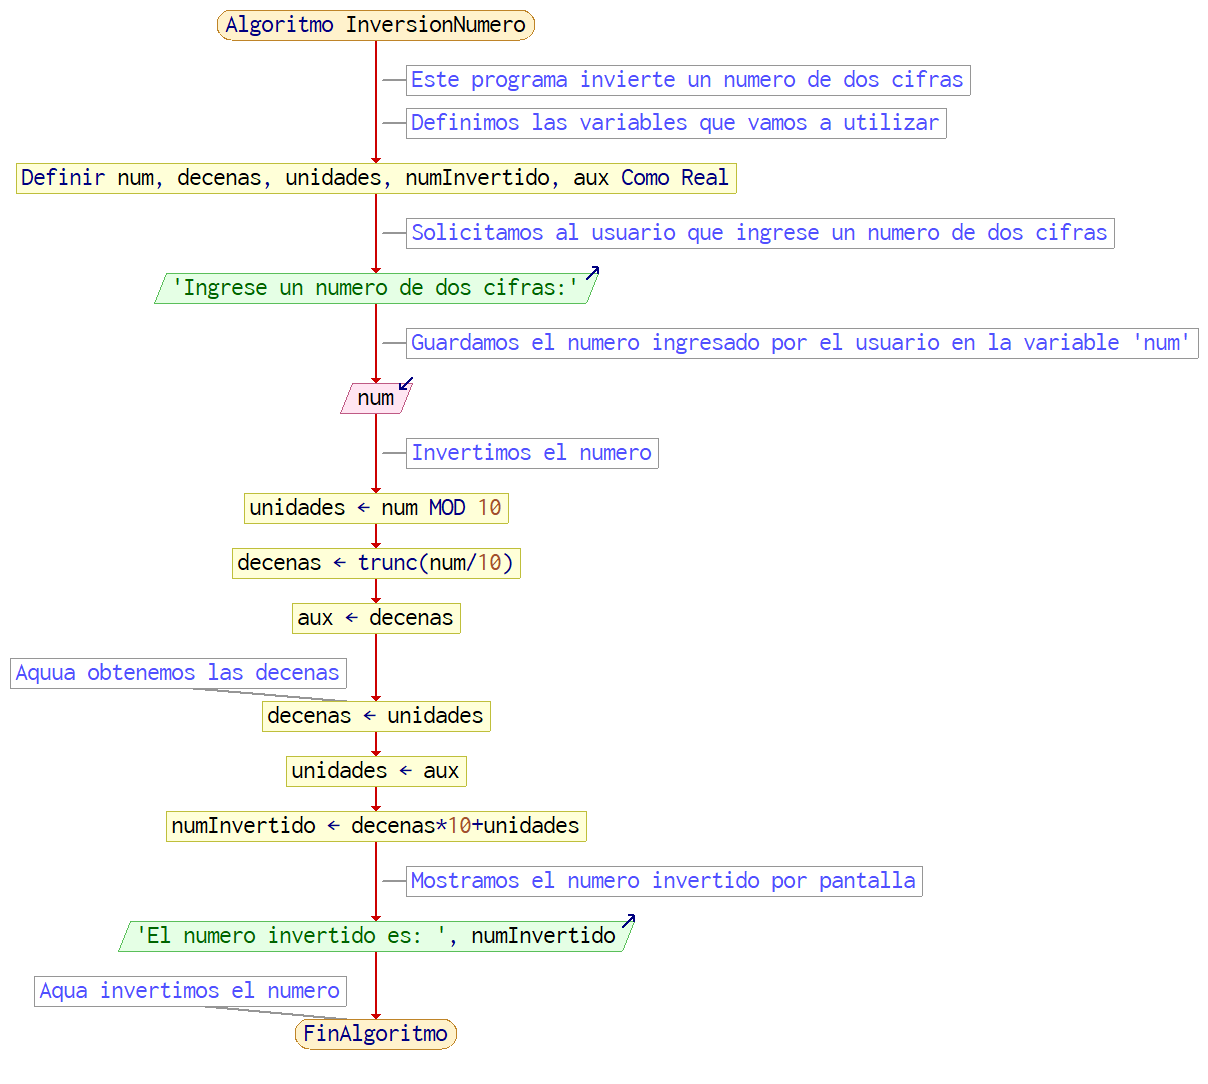 Algoritmo InversionNumero
Este programa invierte un numero de dos cifras
Definimos las variables que vamos a utilizar
Definir num, decenas, unidades, numInvertido, aux Como Real
Solicitamos al usuario que ingrese un numero de dos cifras
'Ingrese un numero de dos cifras:'
Guardamos el numero ingresado por el usuario en la variable 'num'
num
Invertimos el numero
unidades ← num MOD 10
decenas ← trunc(num/10)
aux ← decenas
Aquua obtenemos las decenas
decenas ← unidades
unidades ← aux
numInvertido ← decenas*10+unidades
Mostramos el numero invertido por pantalla
'El numero invertido es: ', numInvertido
Aqua invertimos el numero
FinAlgoritmo